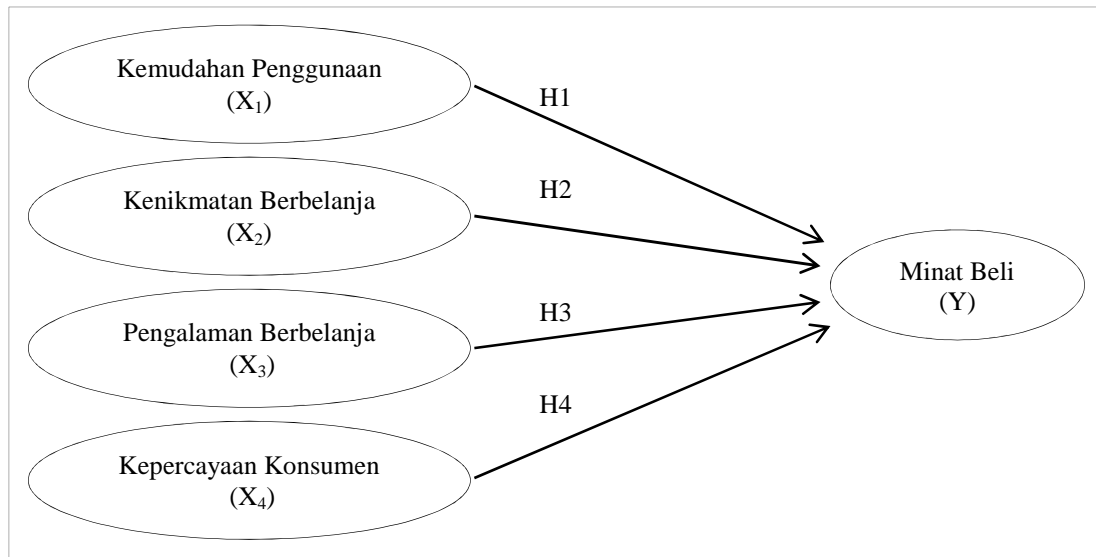 Kemudahan Penggunaan
(X₁)
H1
Kenikmatan Berbelanja
(X₂)
H2
Pengalaman Berbelanja
(X₃)
H3
Kepercayaan Konsumen
(X₄)
H4
Minat Beli
(Y)